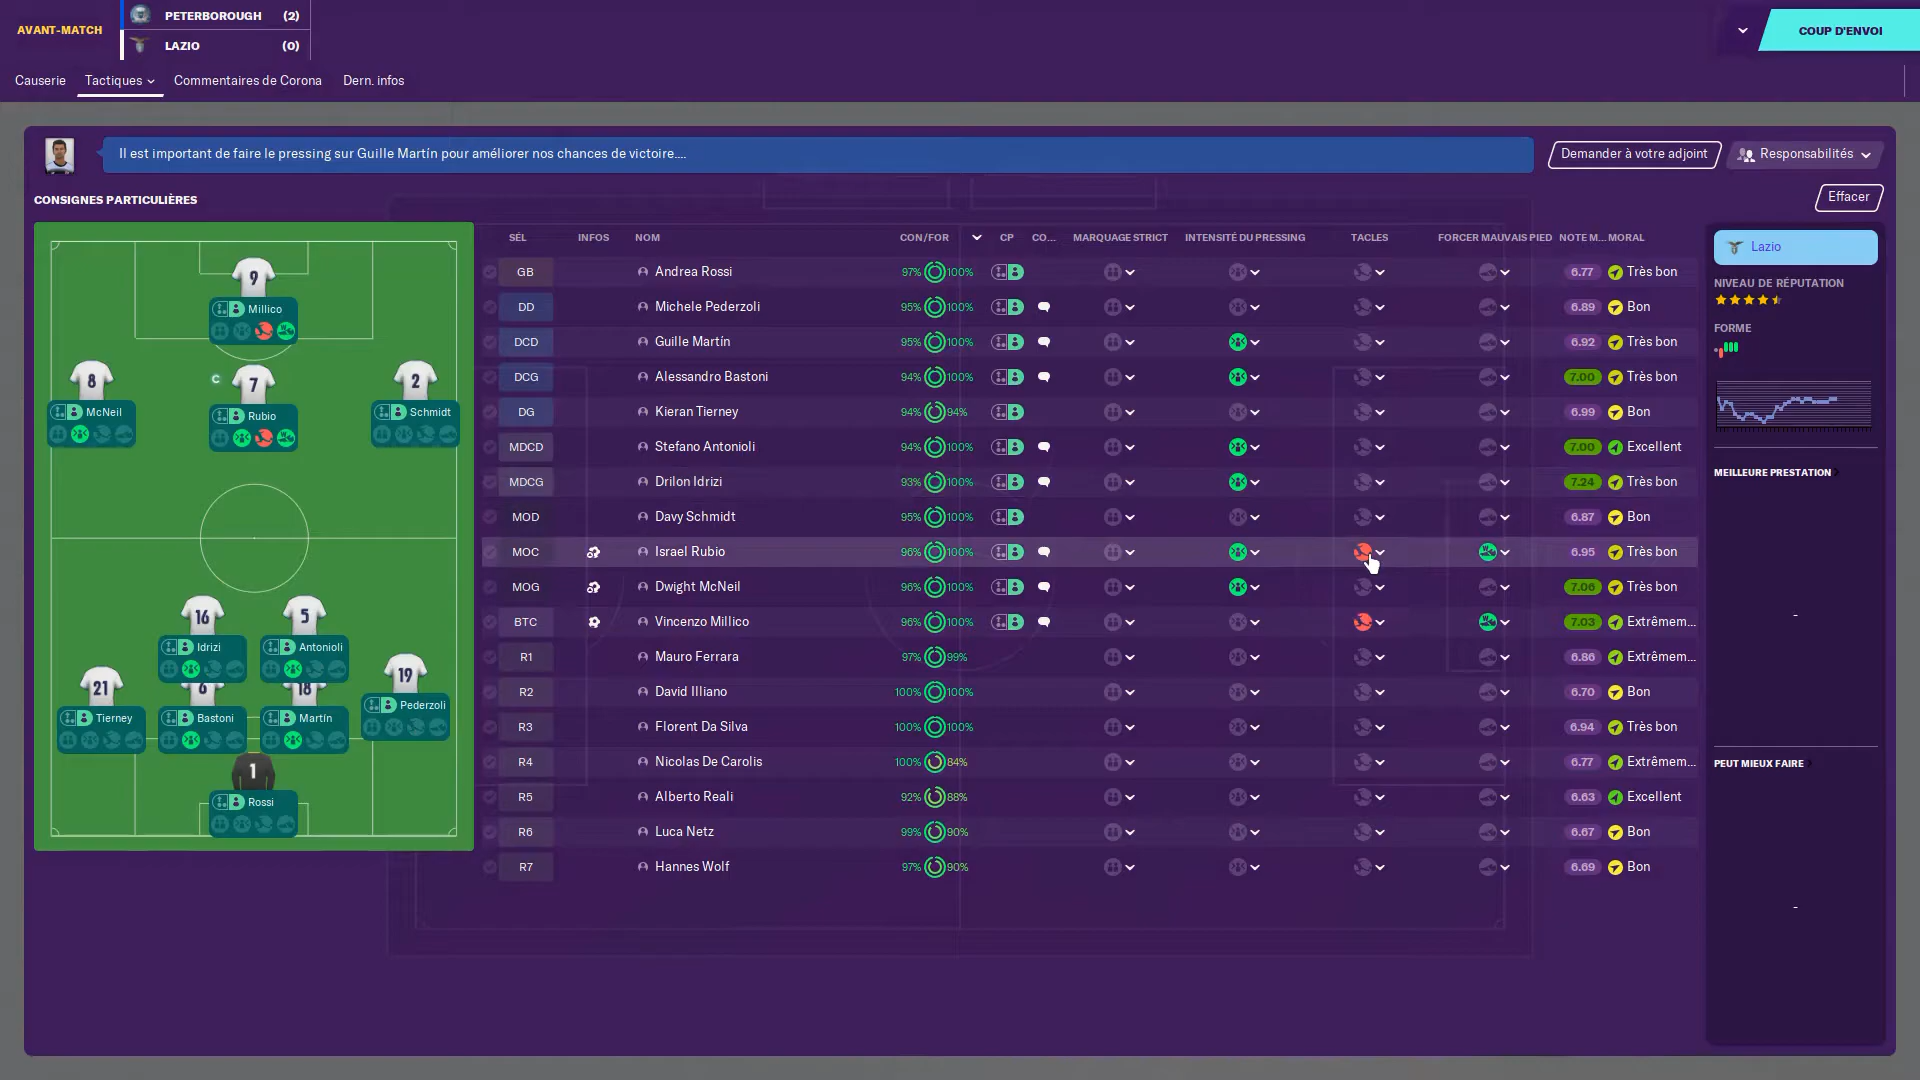 AVANT-MATCH
PETERBOROUGH (2)
LAZIO (0)
COUP D'ENVOI
Causerie Tactiques Commentaires de Corona Dern. infos
Il est important de faire le pressing sur Guille Martín pour améliorer nos chances de victoire....
Demander à votre adjoint
Responsabilités
CONSIGNES PARTICULIÈRES
Effacer
9
Millico
8
McNeil
C
7
Rubio
2
Schmidt
16
Idrizi
5
Antonioli
21
Tierney
6
Bastoni
18
Martín
19
Pederzoli
1
Rossi
SÉL INFOS NOM CON/FOR CP CO... MARQUAGE STRICT INTENSITÉ DU PRESSING TACLES FORCER MAUVAIS PIED NOTE M... MORAL
GB Andrea Rossi 97% 100% 6.77 Très bon
DD Michele Pederzoli 95% 100% 6.89 Bon
DCD Guille Martín 95% 100% 6.92 Très bon
DCG Alessandro Bastoni 94% 100% 7.00 Très bon
DG Kieran Tierney 94% 94% 6.99 Bon
MDCD Stefano Antonioli 94% 100% 7.00 Excellent
MDCG Drilon Idrizi 93% 100% 7.24 Très bon
MOD Davy Schmidt 95% 100% 6.87 Bon
MOC Israel Rubio 96% 100% 6.95 Très bon
MOG Dwight McNeil 96% 100% 7.06 Très bon
BTC Vincenzo Millico 96% 100% 7.03 Extrêmem...
R1 Mauro Ferrara 97% 99% 6.86 Extrêmem...
R2 David Illiano 100% 100% 6.70 Bon
R3 Florent Da Silva 100% 100% 6.94 Très bon
R4 Nicolas De Carolis 100% 84% 6.77 Extrêmem...
R5 Alberto Reali 92% 88% 6.63 Excellent
R6 Luca Netz 99% 90% 6.67 Bon
R7 Hannes Wolf 97% 90% 6.69 Bon
Lazio
NIVEAU DE RÉPUTATION
FORME
MEILLEURE PRESTATION
-
PEUT MIEUX FAIRE
-